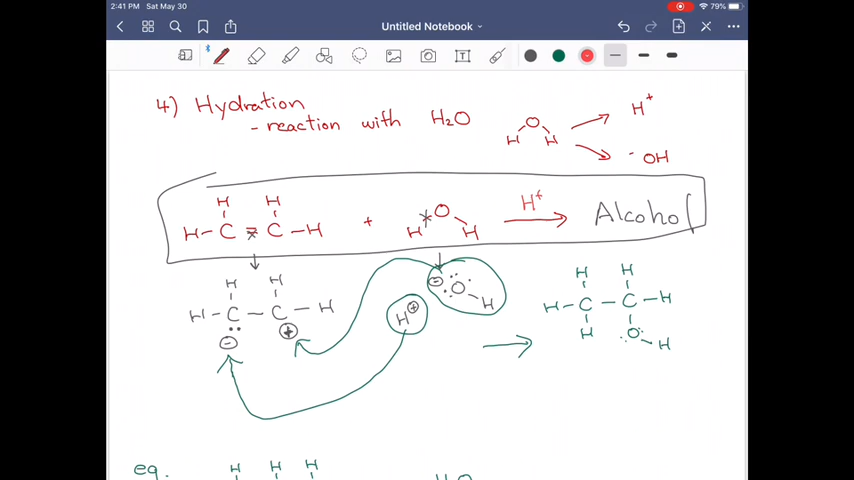 2:41 PM Sat May 30
79%
Untitled Notebook
4) Hydration
- reaction with H2O
H O H
H+
-OH
H H
H - C = C - H + H O H H+ Alcohol
H H
H - C - C - H
- +
H+
- O - H
H H
H - C - C - H
H O - H
eg.
H H H
H2O